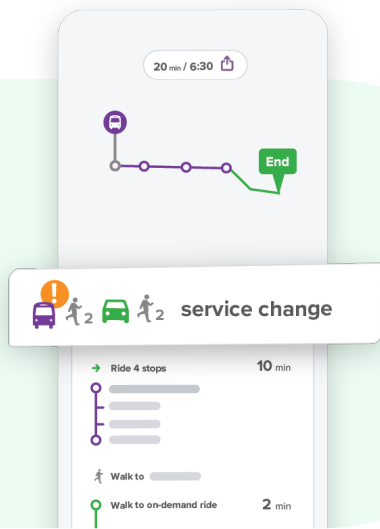 20 min / 6:30
End
! 2 2 service change
Ride 4 stops 10 min
Walk to
Walk to on-demand ride 2 min